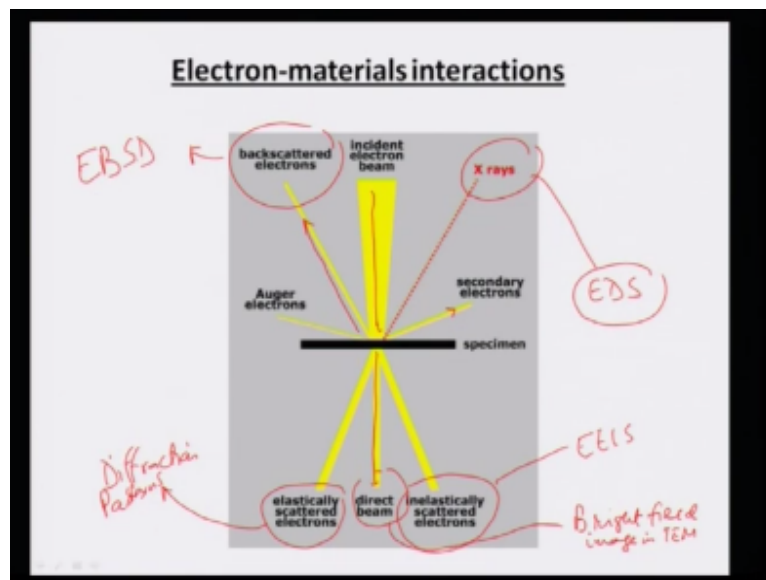 Electron-materials interactions
EBSD
backscattered
electrons
incident
electron
beam
X rays
Auger
electrons
secondary
electrons
EDS
specimen
Diffraction
Patterns
EELS
elastically
scattered
electrons
direct
beam
inelastically
scattered
electrons
Bright field
image in TEM